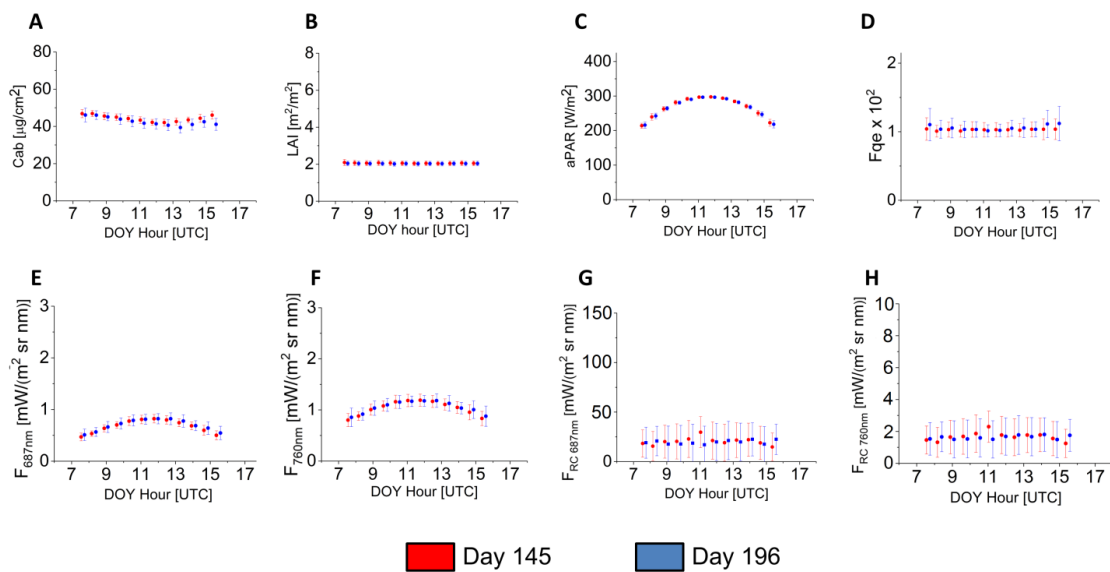 A
B
C
D
80
60
40
20
0
Cab [μg/cm2]
7 9 11 13 15 17
DOY Hour [UTC]
8
6
4
2
0
LAI [m²/m²]
7 9 11 13 15 17
DOY hour [UTC]
400
300
200
100
0
aPAR [W/m²]
7 9 11 13 15 17
DOY Hour [UTC]
2
1
0
Fqe x 10²
7 9 11 13 15 17
DOY Hour [UTC]
E
F
G
H
3
2
1
0
F687nm [mW/(m² sr nm)]
7 9 11 13 15 17
DOY Hour [UTC]
3
2
1
0
F760nm [mW/(m² sr nm)]
7 9 11 13 15 17
DOY Hour [UTC]
150
100
50
0
FRC 687nm [mW/(m² sr nm)]
7 9 11 13 15 17
DOY Hour [UTC]
10
8
6
4
2
0
FRC 760nm [mW/(m² sr nm)]
7 9 11 13 15 17
DOY Hour [UTC]
Day 145
Day 196